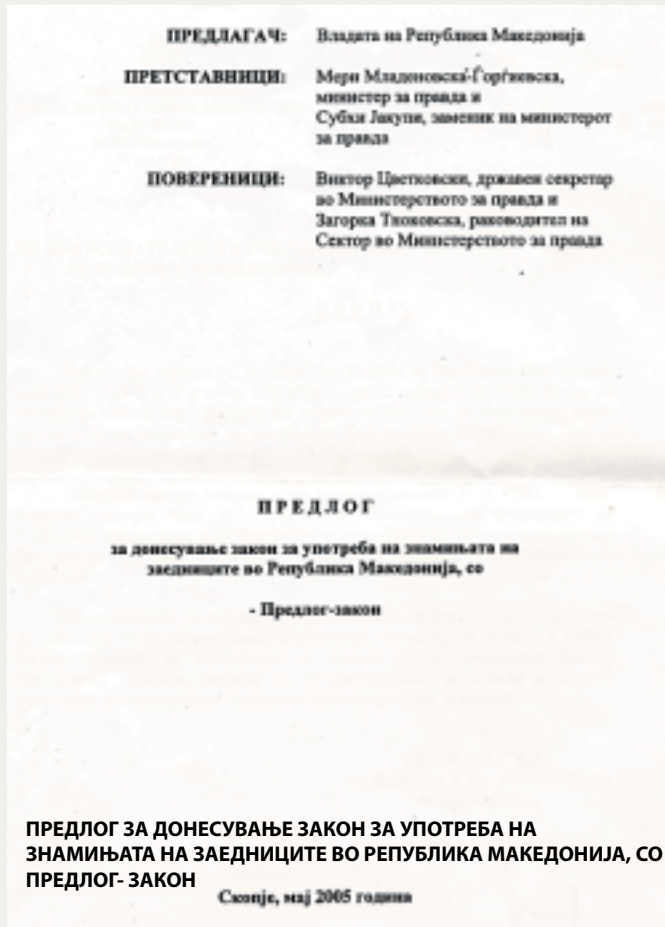 ПРЕДЛАГАЧ: Владата на Република Македонија
ПРЕТСТАВНИЦИ: Мери Младеновска-Ѓорѓиевска,
министер за правда и
Субхи Јакупи, заменик на министерот
за правда
ПОВЕРЕНИЦИ: Виктор Цветковски, државен секретар
во Министерството за правда и
Загорка Тноковска, раководител на
Сектор во Министерството за правда
П Р Е Д Л О Г
за донесување закон за употреба на знамињата на
заедниците во Република Македонија, со
- Предлог-закон
ПРЕДЛОГ ЗА ДОНЕСУВАЊЕ ЗАКОН ЗА УПОТРЕБА НА
ЗНАМИЊАТА НА ЗАЕДНИЦИТЕ ВО РЕПУБЛИКА МАКЕДОНИЈА, СО
ПРЕДЛОГ- ЗАКОН
Скопје, мај 2005 година